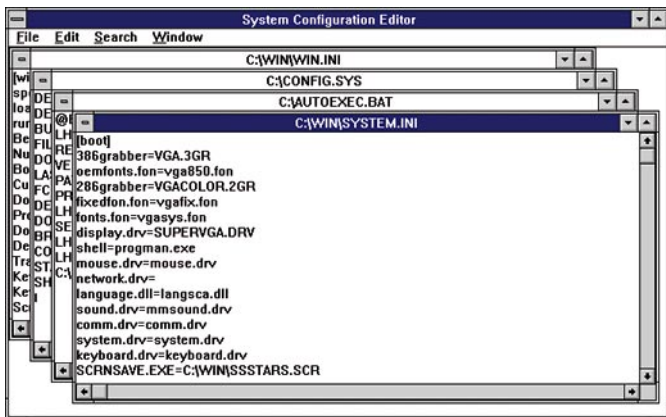 System Configuration Editor
File Edit Search Window
C:\WIN\WIN.INI
C:\CONFIG.SYS
C:\AUTOEXEC.BAT
C:\WIN\SYSTEM.INI
[boot]
386grabber=VGA.3GR
oemfonts.fon=vga850.fon
286grabber=VGACOLOR.2GR
fixedfon.fon=vgafix.fon
fonts.fon=vgasys.fon
display.drv=SUPERVGA.DRV
shell=progman.exe
mouse.drv=mouse.drv
network.drv=
language.dll=langsca.dll
sound.drv=mmsound.drv
comm.drv=comm.drv
system.drv=system.drv
keyboard.drv=keyboard.drv
SCRNSAVE.EXE=C:\WIN\SSSTARS.SCR